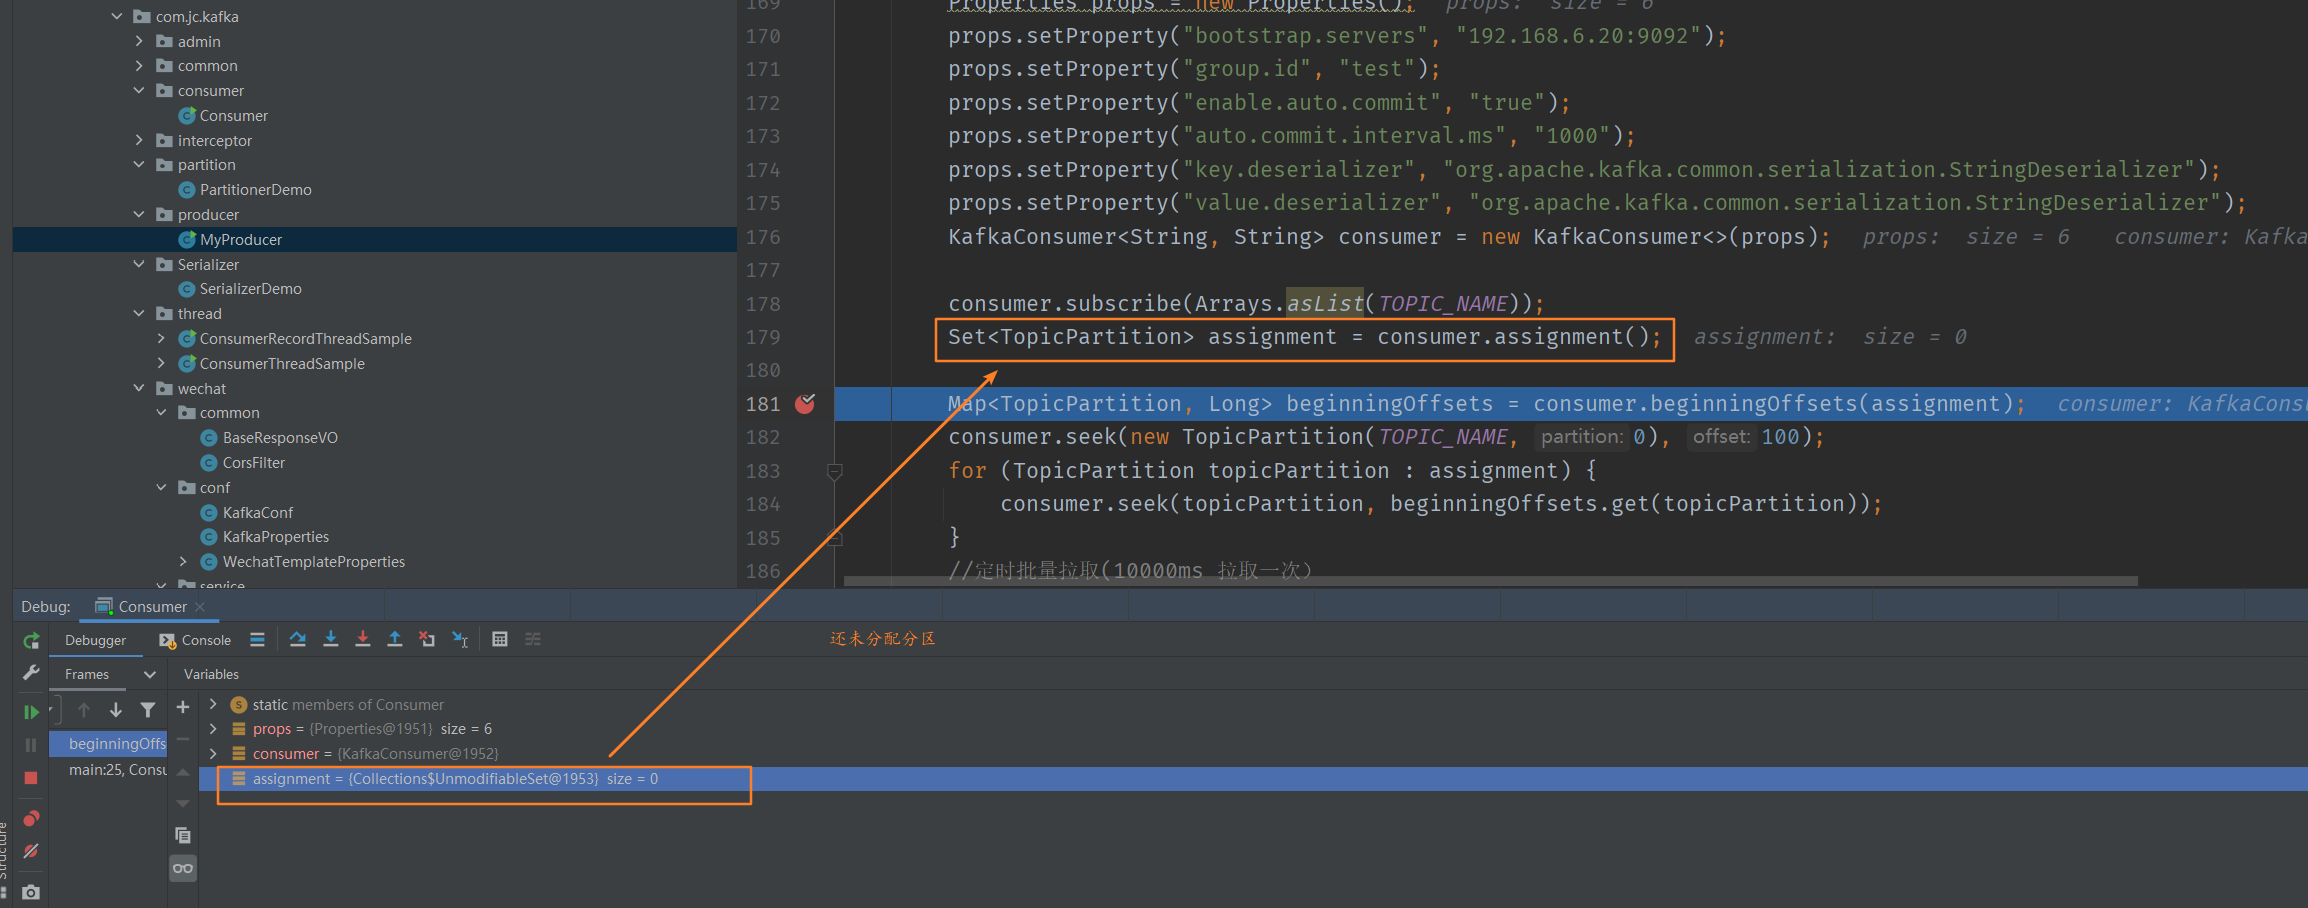 com.jc.kafka
admin
common
consumer
Consumer
interceptor
partition
PartitionerDemo
producer
MyProducer
Serializer
SerializerDemo
thread
ConsumerRecordThreadSample
ConsumerThreadSample
wechat
common
BaseResponseVO
CorsFilter
conf
KafkaConf
KafkaProperties
WechatTemplateProperties
service
169 Properties props = new Properties(); props: size = 6
170 props.setProperty("bootstrap.servers", "192.168.6.20:9092");
171 props.setProperty("group.id", "test");
172 props.setProperty("enable.auto.commit", "true");
173 props.setProperty("auto.commit.interval.ms", "1000");
174 props.setProperty("key.deserializer", "org.apache.kafka.common.serialization.StringDeserializer");
175 props.setProperty("value.deserializer", "org.apache.kafka.common.serialization.StringDeserializer");
176 KafkaConsumer<String, String> consumer = new KafkaConsumer<>(props); props: size = 6 consumer: Kafka
177
178 consumer.subscribe(Arrays.asList(TOPIC_NAME));
179 Set<TopicPartition> assignment = consumer.assignment(); assignment: size = 0
180
181 Map<TopicPartition, Long> beginningOffsets = consumer.beginningOffsets(assignment); consumer: KafkaConsu
182 consumer.seek(new TopicPartition(TOPIC_NAME, partition: 0), offset: 100);
183 for (TopicPartition topicPartition : assignment) {
184 consumer.seek(topicPartition, beginningOffsets.get(topicPartition));
185 }
186 //定时批量拉取(10000ms 拉取一次)
Debug: Consumer
Debugger Console 还未分配分区
Frames Variables
static members of Consumer
props = {Properties@1951} size = 6
beginningOffs
consumer = {KafkaConsumer@1952}
main:25, Consu
assignment = {Collections$UnmodifiableSet@1953} size = 0
Structure